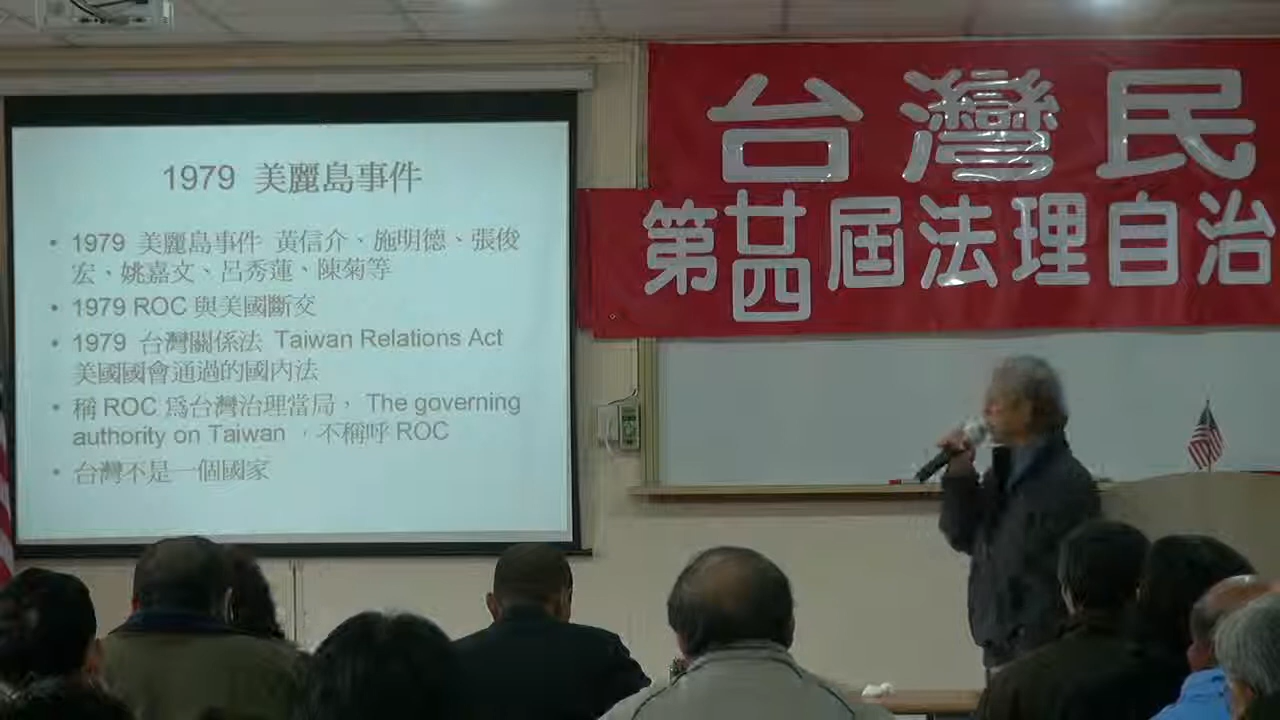 1979 美麗島事件
• 1979 美麗島事件 黃信介、施明德、張俊
宏、姚嘉文、呂秀蓮、陳菊等
• 1979 ROC 與美國斷交
• 1979 台灣關係法 Taiwan Relations Act
美國國會通過的國內法
• 稱 ROC 為台灣治理當局， The governing
authority on Taiwan ，不稱呼 ROC
• 台灣不是一個國家
台灣民
第廿四屆法理自治